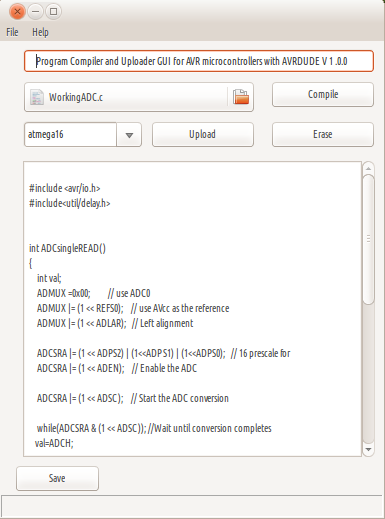 File Help
Program Compiler and Uploader GUI for AVR microcontrollers with AVRDUDE V 1 .0.0
WorkingADC.c
Compile
atmega16
Upload
Erase
#include <avr/io.h>
#include<util/delay.h>
int ADCsingleREAD()
{
int val;
ADMUX =0x00; // use ADC0
ADMUX |= (1 << REFS0); // use AVcc as the reference
ADMUX |= (1 << ADLAR); // Left alignment
ADCSRA |= (1 << ADPS2) | (1<<ADPS1) | (1<<ADPS0); // 16 prescale for
ADCSRA |= (1 << ADEN); // Enable the ADC
ADCSRA |= (1 << ADSC); // Start the ADC conversion
while(ADCSRA & (1 << ADSC)); //Wait until conversion completes
val=ADCH;
Save